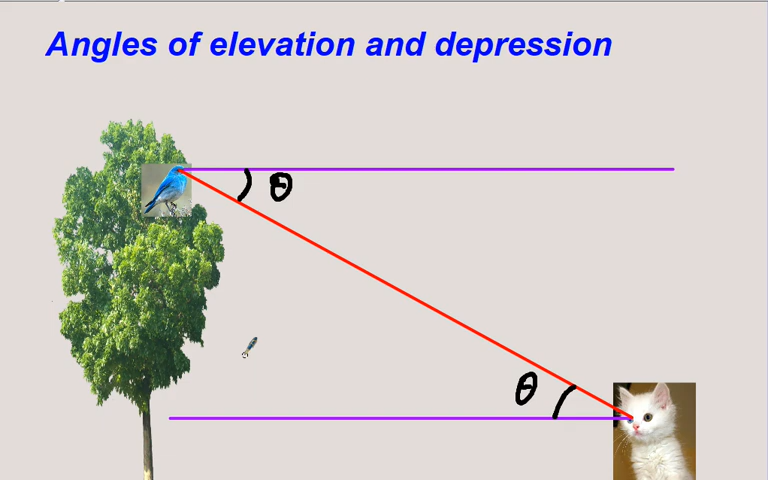 Angles of elevation and depression
θ
θ